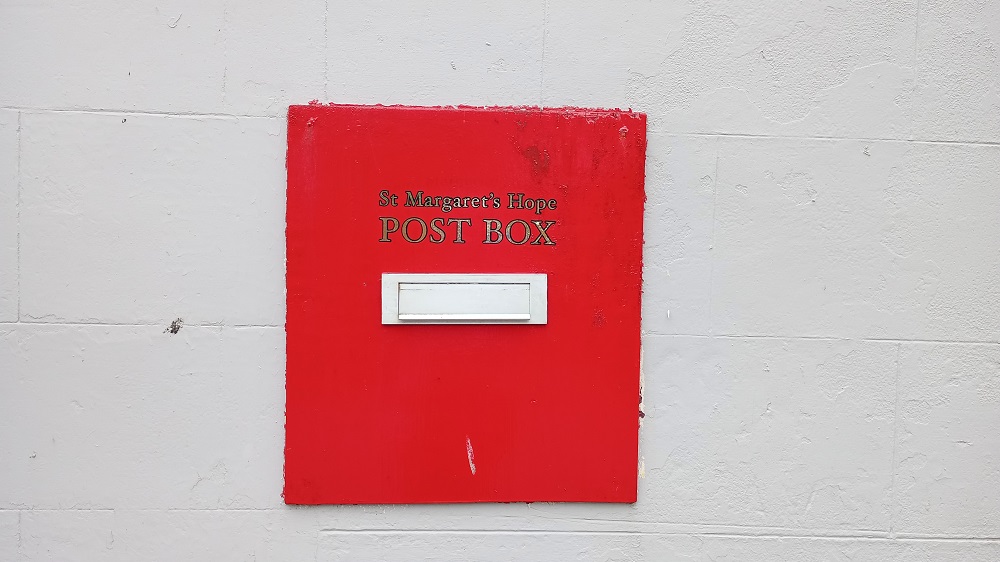 St Margaret's Hope
POST BOX